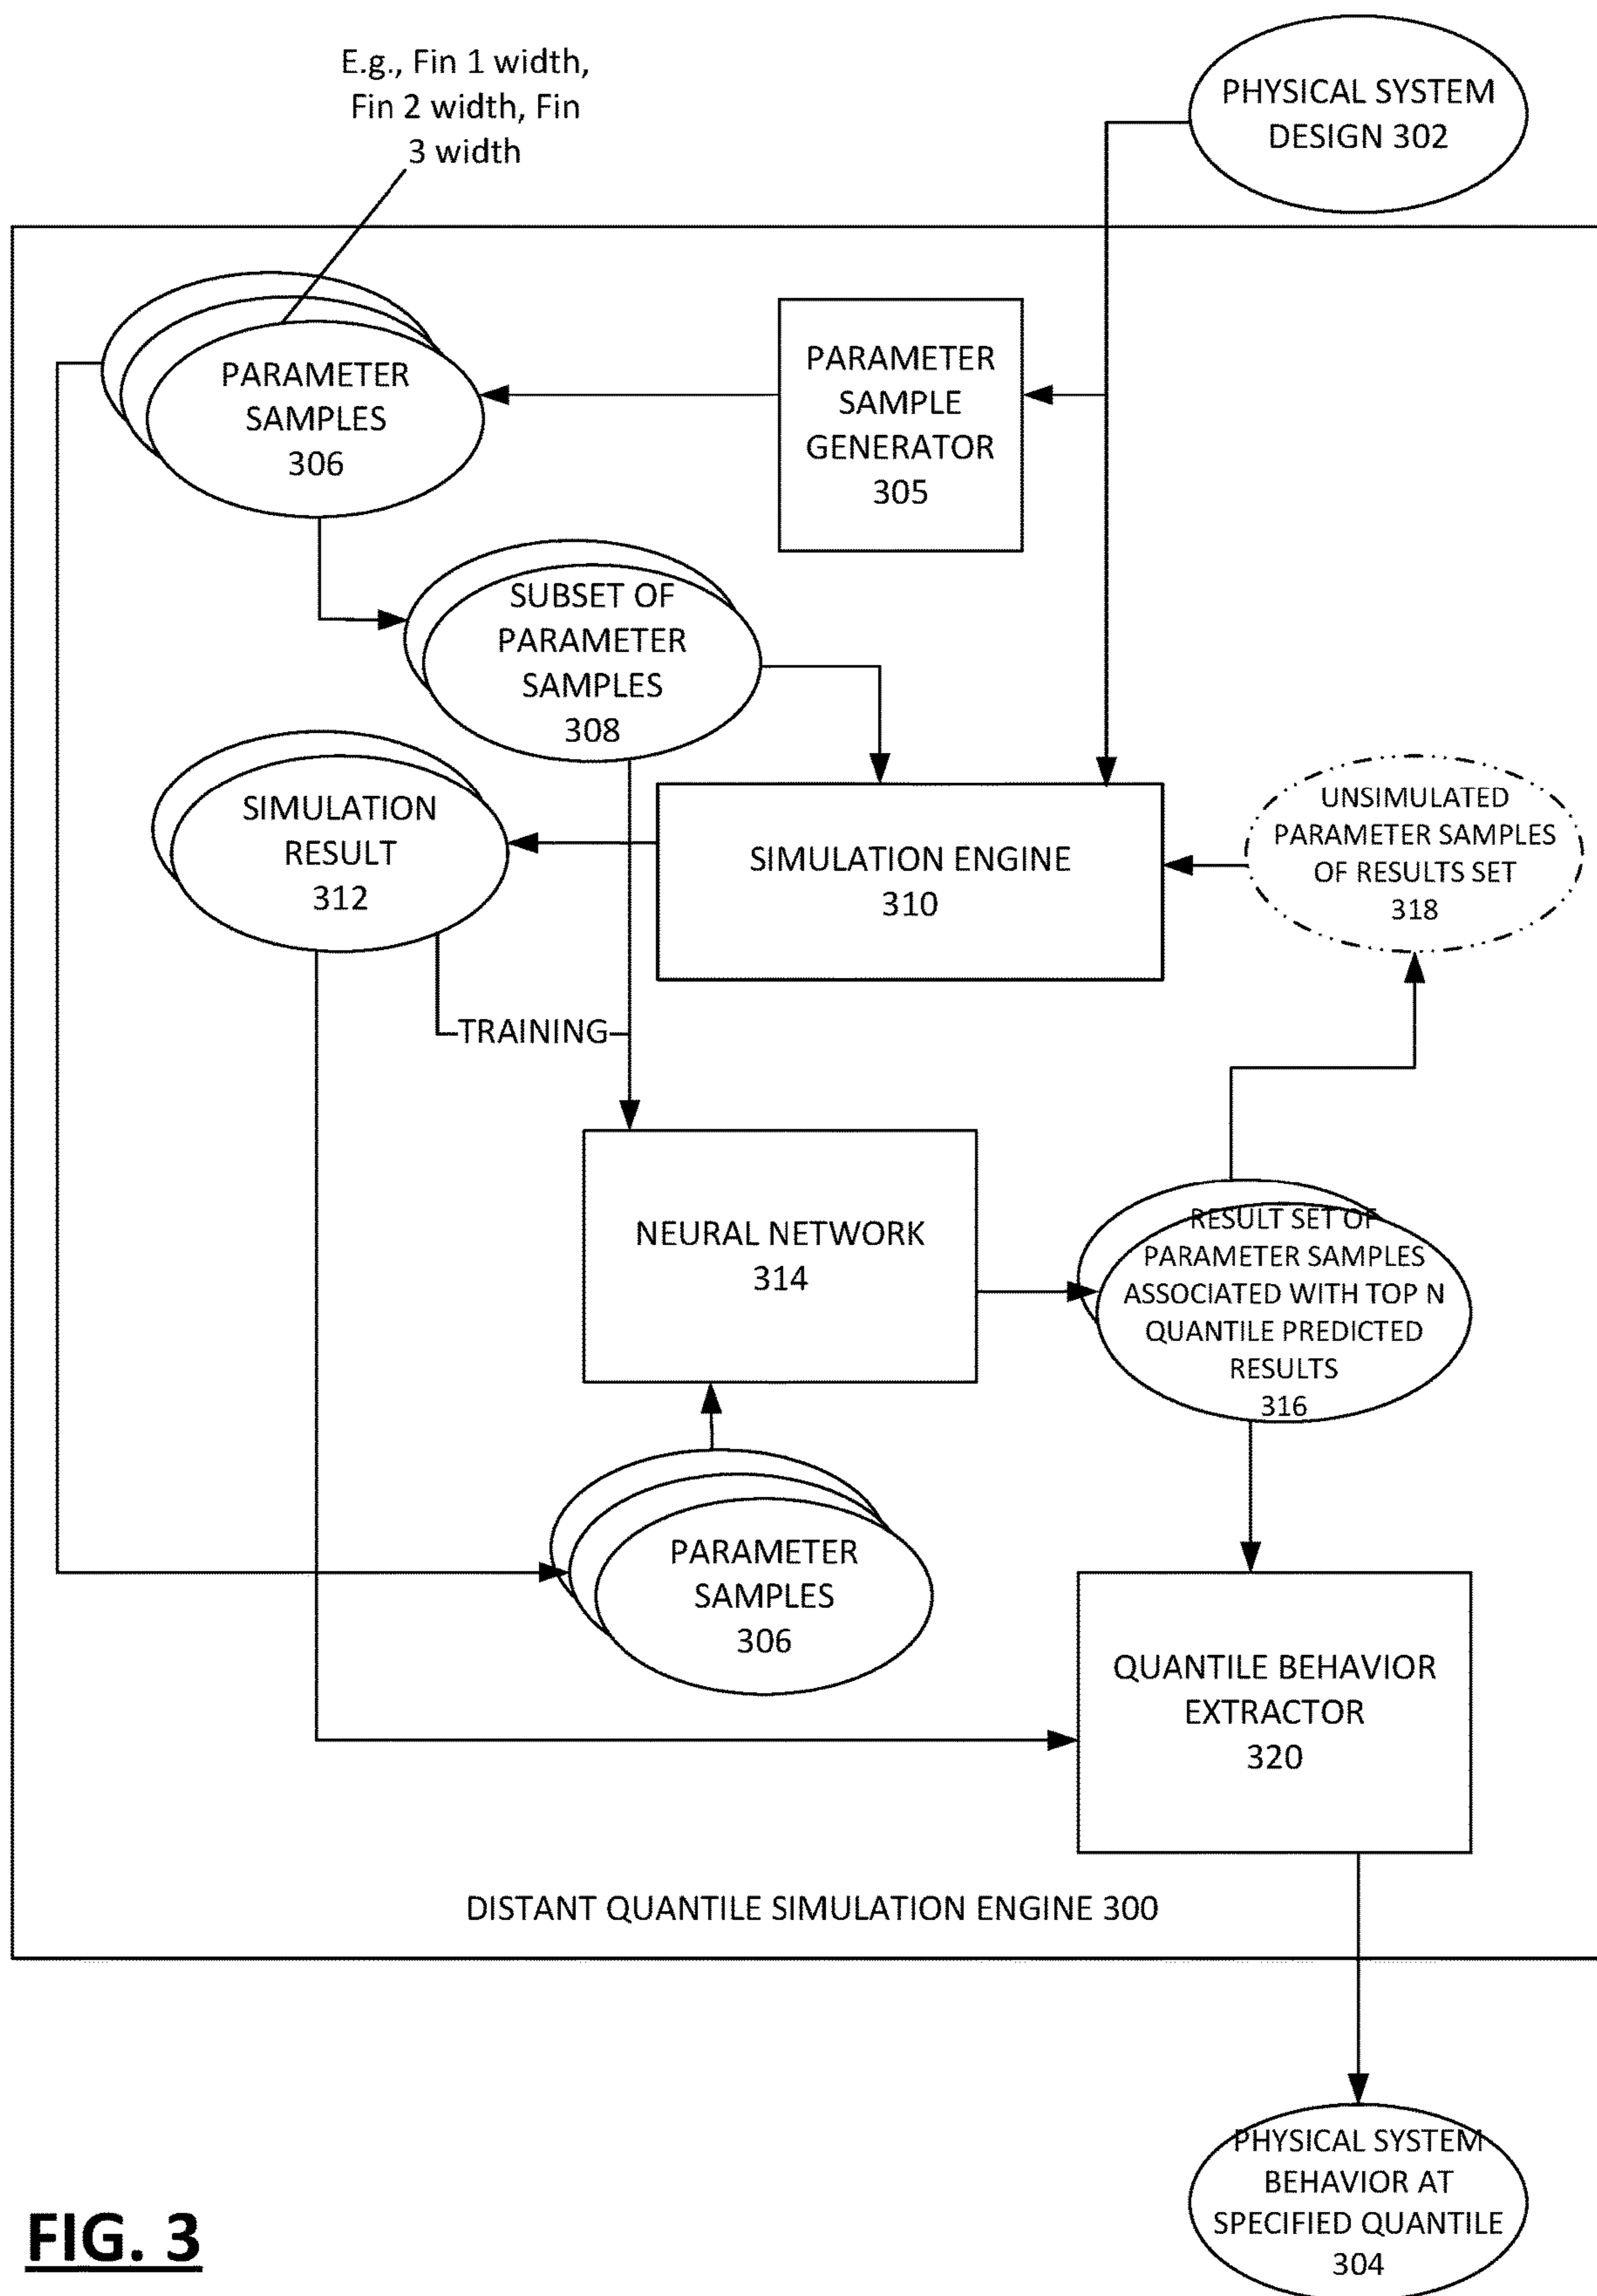 E.g., Fin 1 width,
Fin 2 width, Fin
3 width
PHYSICAL SYSTEM
DESIGN 302
PARAMETER
SAMPLES
306
PARAMETER
SAMPLE
GENERATOR
305
SUBSET OF
PARAMETER
SAMPLES
308
SIMULATION
RESULT
312
SIMULATION ENGINE
310
UNSIMULATED
PARAMETER SAMPLES
OF RESULTS SET
318
TRAINING
NEURAL NETWORK
314
RESULT SET OF
PARAMETER SAMPLES
ASSOCIATED WITH TOP N
QUANTILE PREDICTED
RESULTS
316
PARAMETER
SAMPLES
306
QUANTILE BEHAVIOR
EXTRACTOR
320
DISTANT QUANTILE SIMULATION ENGINE 300
PHYSICAL SYSTEM
BEHAVIOR AT
SPECIFIED QUANTILE
304
FIG. 3